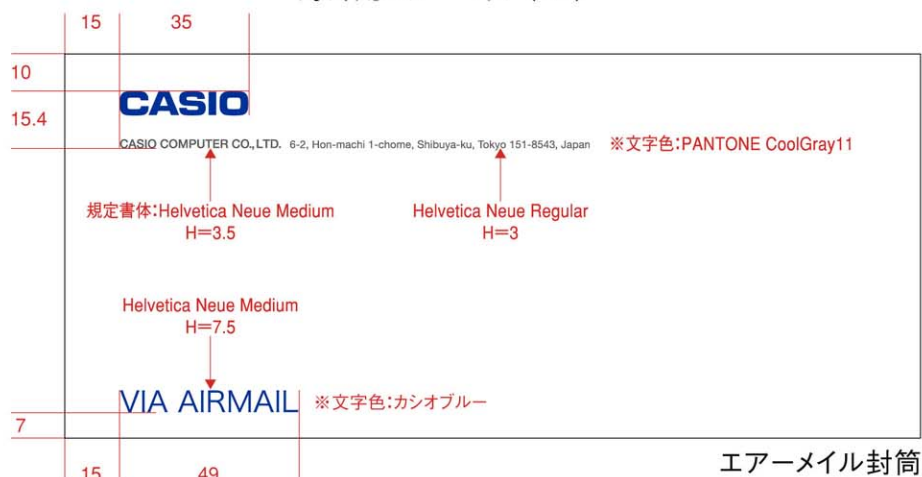 15 35
10
CASIO
15.4
CASIO COMPUTER CO.,LTD. 6-2, Hon-machi 1-chome, Shibuya-ku, Tokyo 151-8543, Japan ※文字色:PANTONE CoolGray11
規定書体:Helvetica Neue Medium Helvetica Neue Regular
H=3.5 H=3
Helvetica Neue Medium
H=7.5
VIA AIRMAIL ※文字色:カシオブルー
7
エアーメイル封筒
15 49